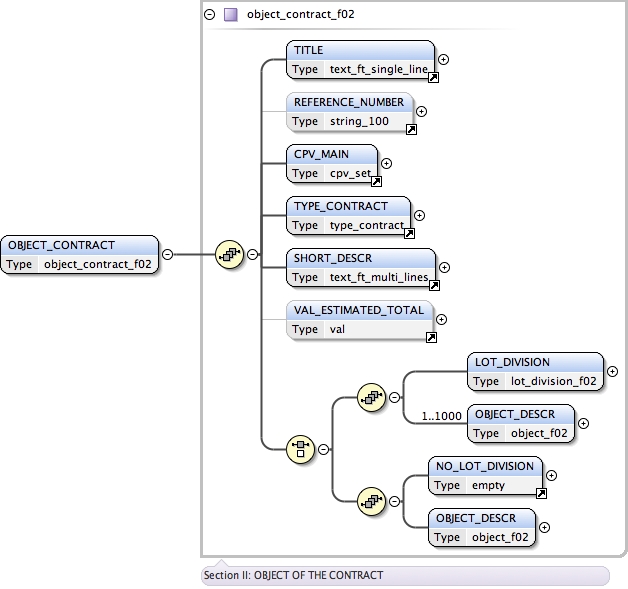 object_contract_f02
TITLE
Type text_ft_single_line
REFERENCE_NUMBER
Type string_100
CPV_MAIN
Type cpv_set
TYPE_CONTRACT
Type type_contract
OBJECT_CONTRACT
Type object_contract_f02
SHORT_DESCR
Type text_ft_multi_lines
VAL_ESTIMATED_TOTAL
Type val
LOT_DIVISION
Type lot_division_f02
1..1000
OBJECT_DESCR
Type object_f02
NO_LOT_DIVISION
Type empty
OBJECT_DESCR
Type object_f02
Section II: OBJECT OF THE CONTRACT